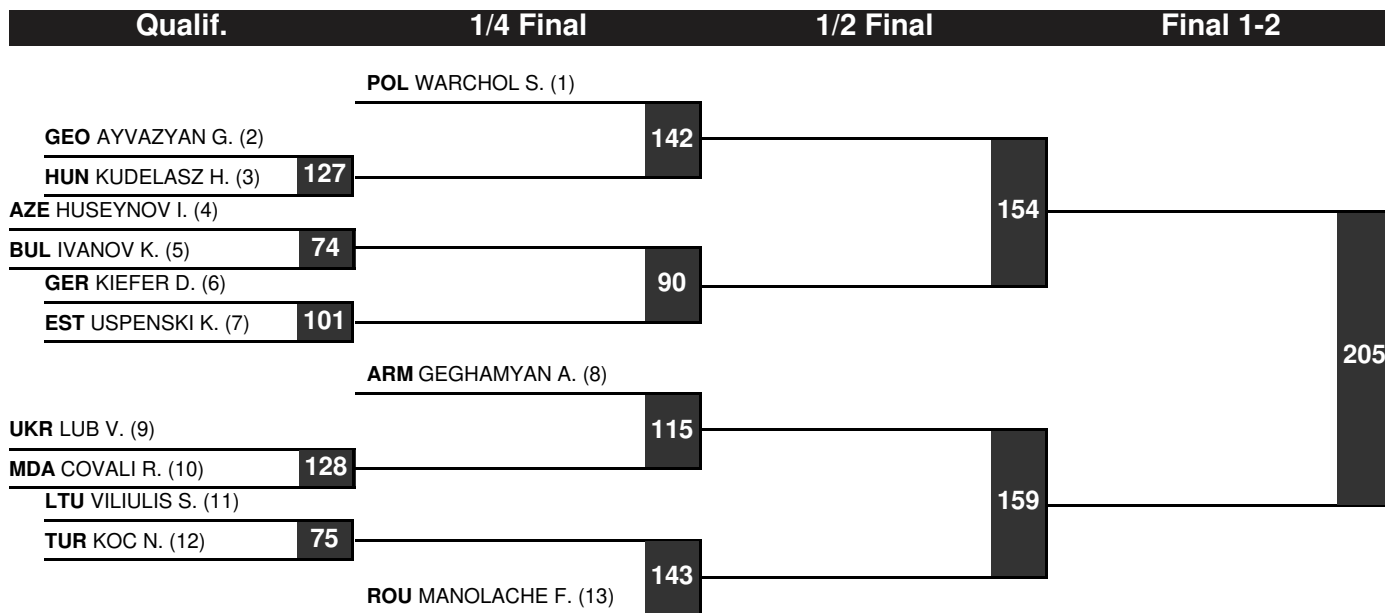 Qualif. 1/4 Final 1/2 Final Final 1-2
POL WARCHOL S. (1)
GEO AYVAZYAN G. (2)
142
HUN KUDELASZ H. (3) 127
AZE HUSEYNOV I. (4)
154
BUL IVANOV K. (5) 74
GER KIEFER D. (6)
90
EST USPENSKI K. (7) 101
205
ARM GEGHAMYAN A. (8)
UKR LUB V. (9)
115
MDA COVALI R. (10) 128
LTU VILIULIS S. (11)
159
TUR KOC N. (12) 75
143
ROU MANOLACHE F. (13)